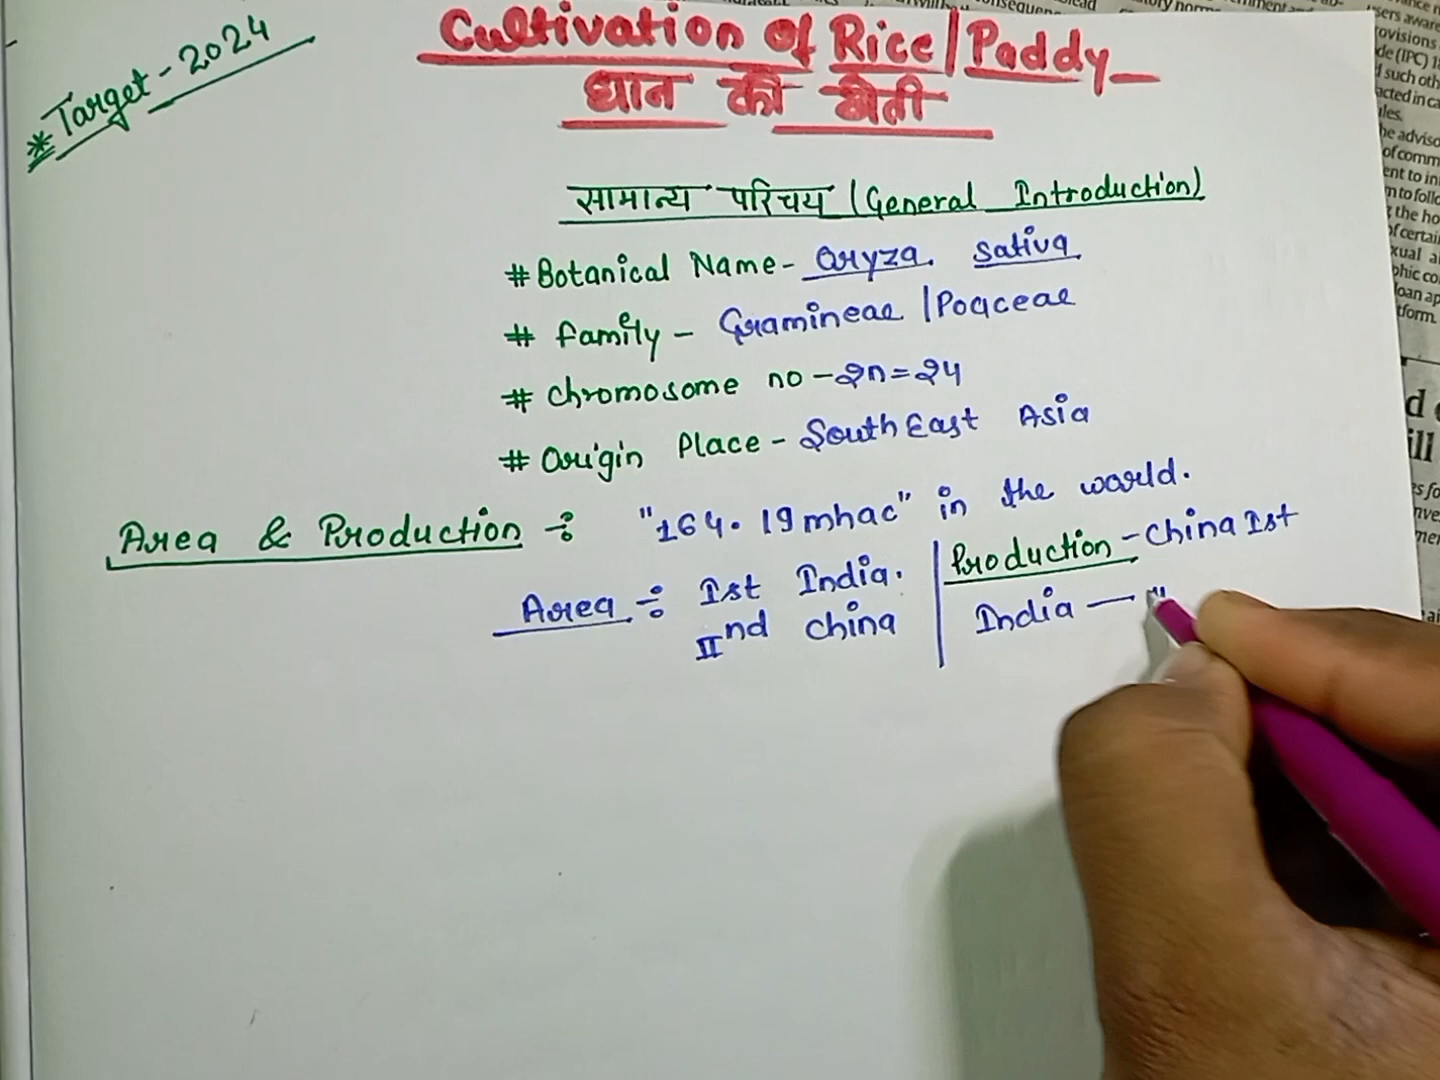 *Target-2024
Cultivation of Rice/Paddy
धान की खेती
सामान्य परिचय (General Introduction)
# Botanical Name- Oryza. Sativa
# family - Gramineae /Poaceae
# Chromosome no -2n=24
# Origin Place - South East Asia
Area & Production ÷ "164.19mhac" in the world.
Area ÷ Ist India.
IInd China
Production - China Ist
India — "